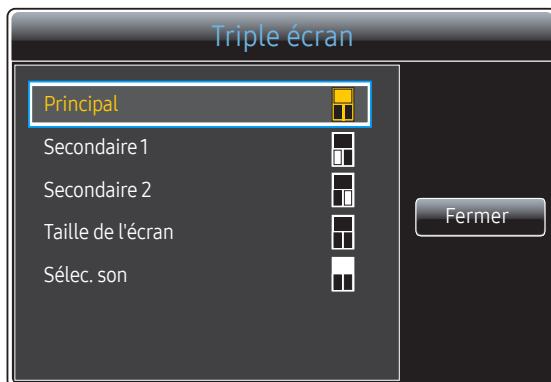 Triple écran
Principal
Secondaire 1
Secondaire 2
Taille de l'écran
Sélec. son
Fermer